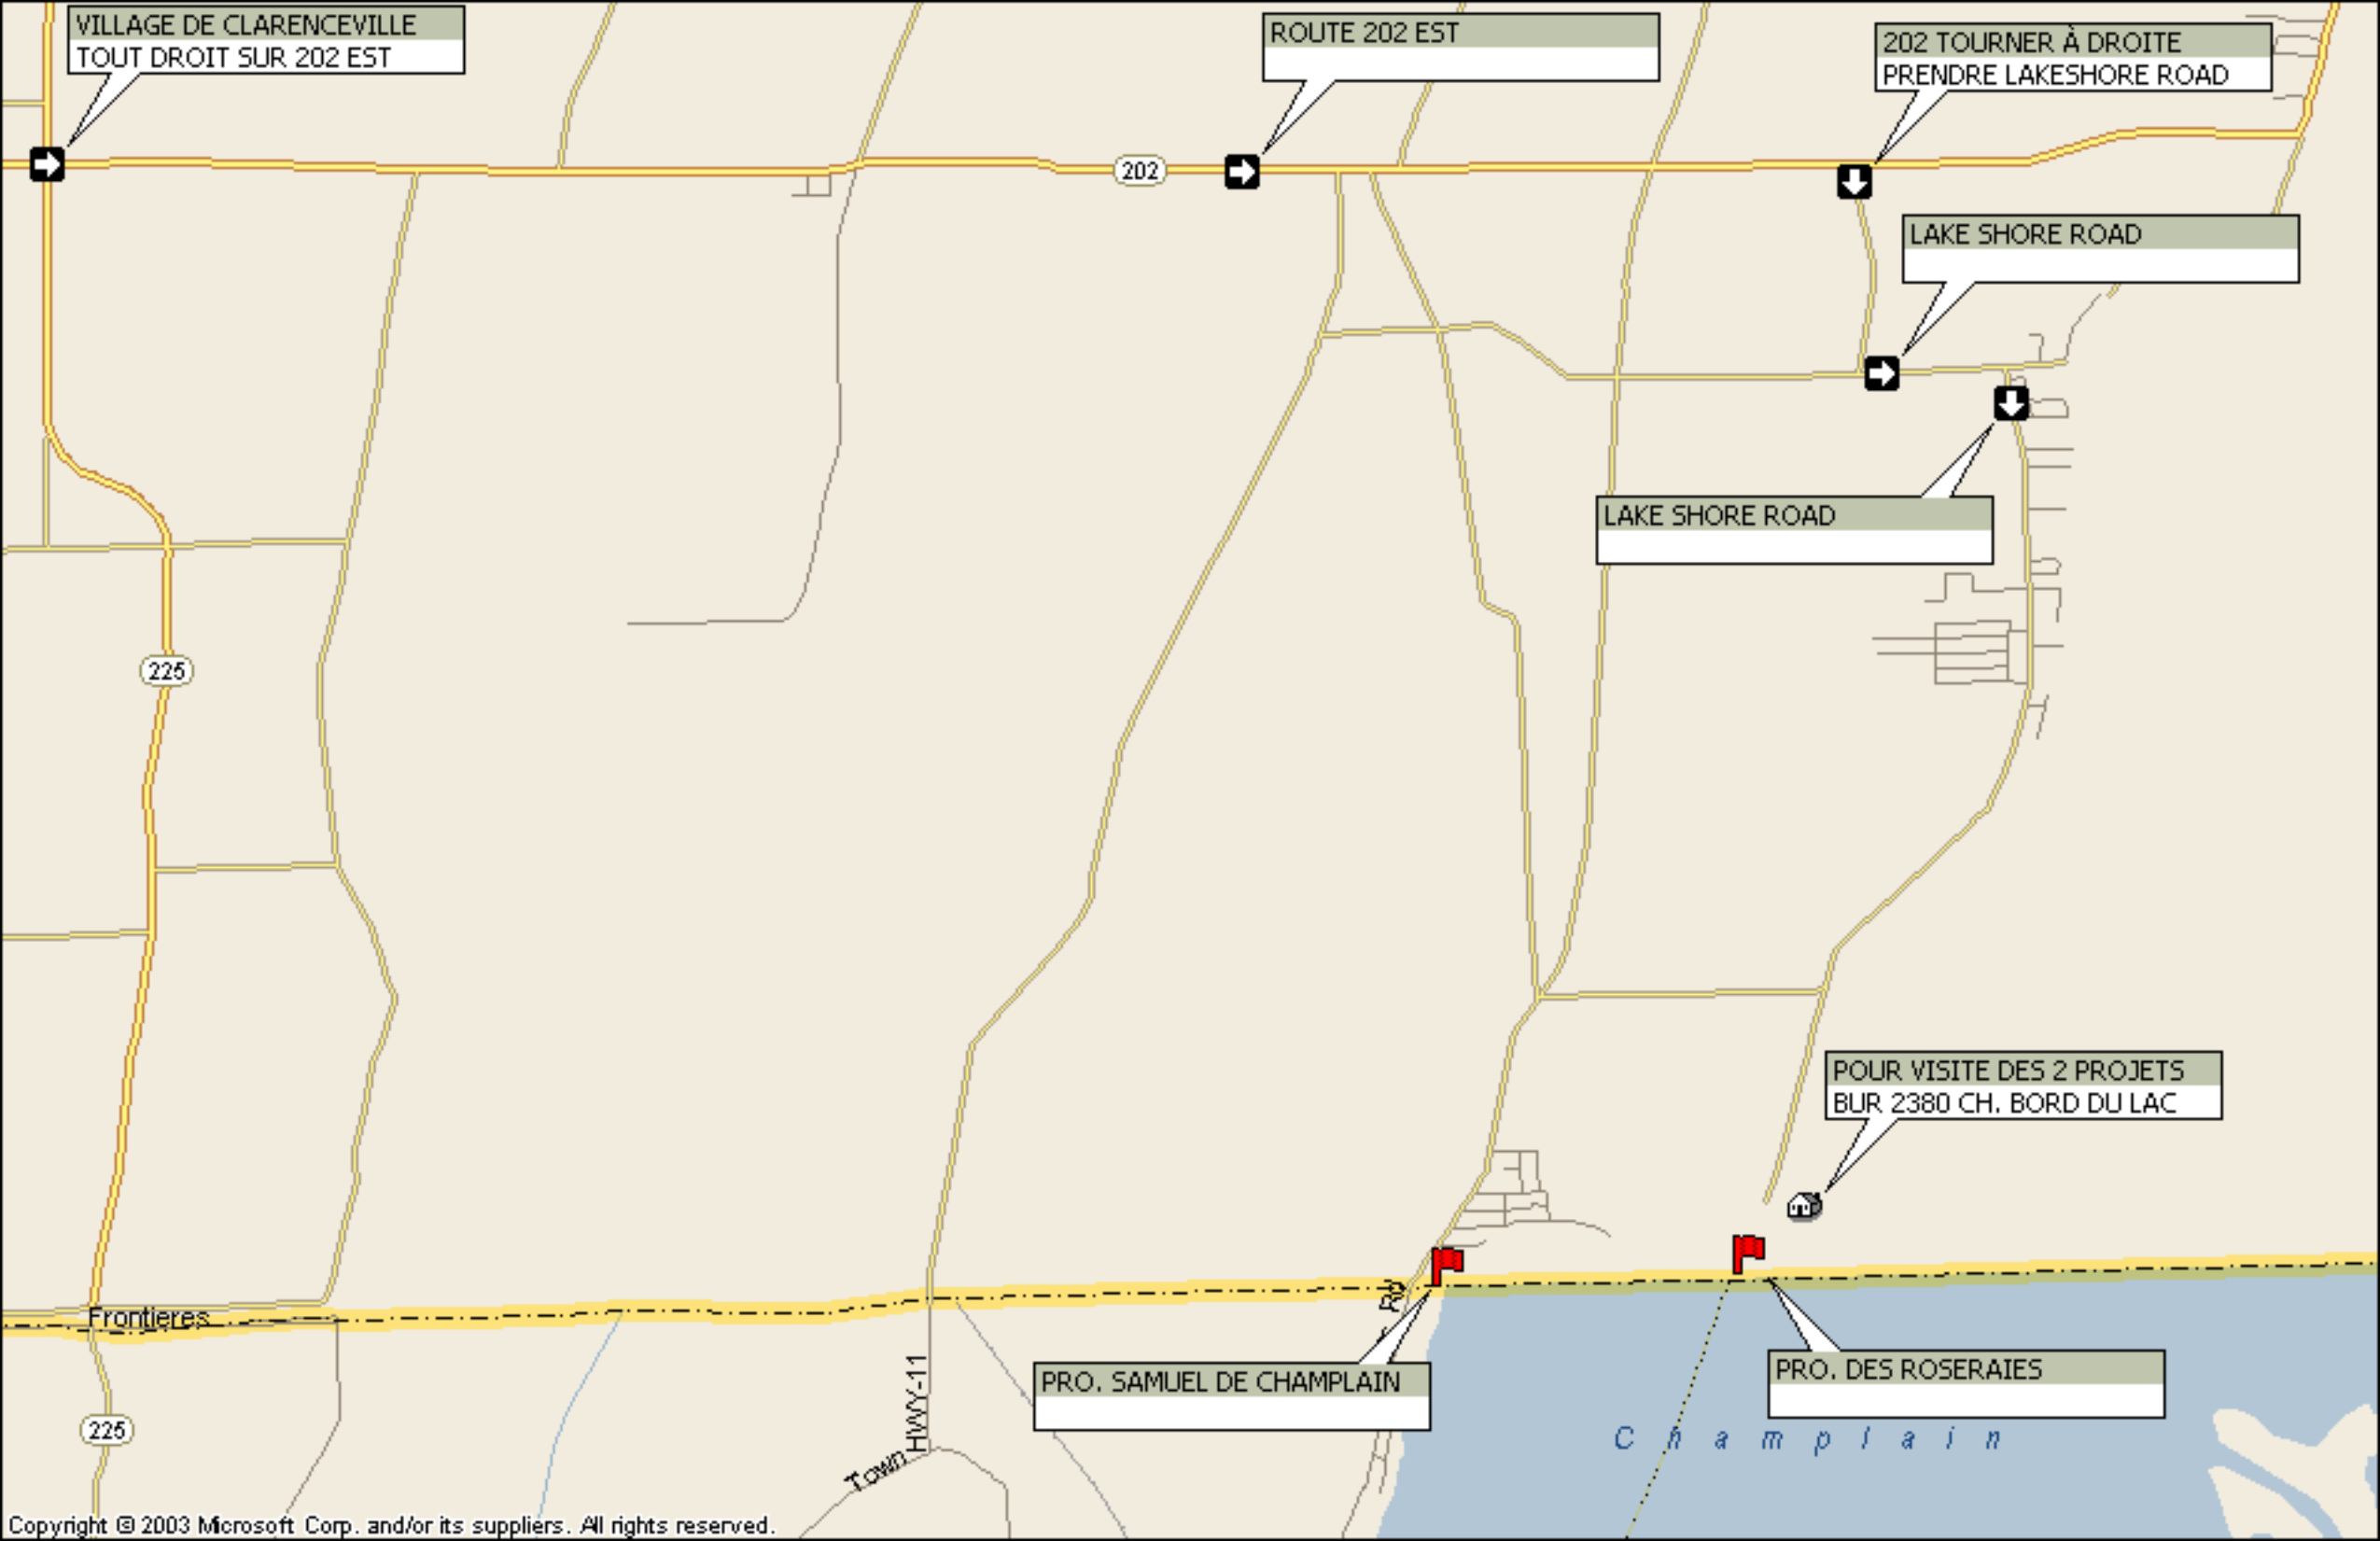 VILLAGE DE CLARENCEVILLE
TOUT DROIT SUR 202 EST
ROUTE 202 EST
202 TOURNER À DROITE
PRENDRE LAKESHORE ROAD
202
LAKE SHORE ROAD
LAKE SHORE ROAD
225
POUR VISITE DES 2 PROJETS
BUR 2380 CH. BORD DU LAC
Frontieres
Rd
PRO. SAMUEL DE CHAMPLAIN
PRO. DES ROSERAIES
HWY-11
Town
225
Champlain
Copyright © 2003 Microsoft Corp. and/or its suppliers. All rights reserved.